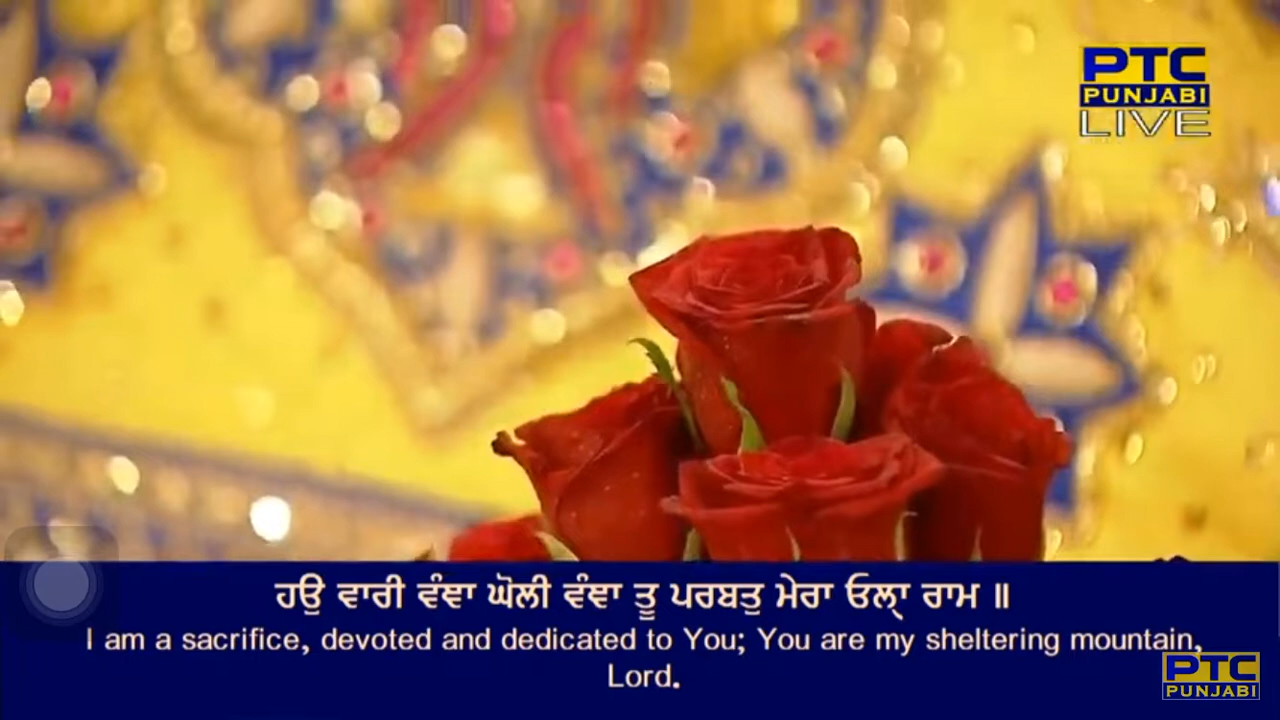 PTC
PUNJABI
LIVE
ਹਉ ਵਾਰੀ ਵੰਞਾ ਘੋਲੀ ਵੰਞਾ ਤੂ ਪਰਬਤੁ ਮੇਰਾ ਓਲ੍ਹਾ ਰਾਮ ॥
I am a sacrifice, devoted and dedicated to You; You are my sheltering mountain,
Lord.
PTC
PUNJABI